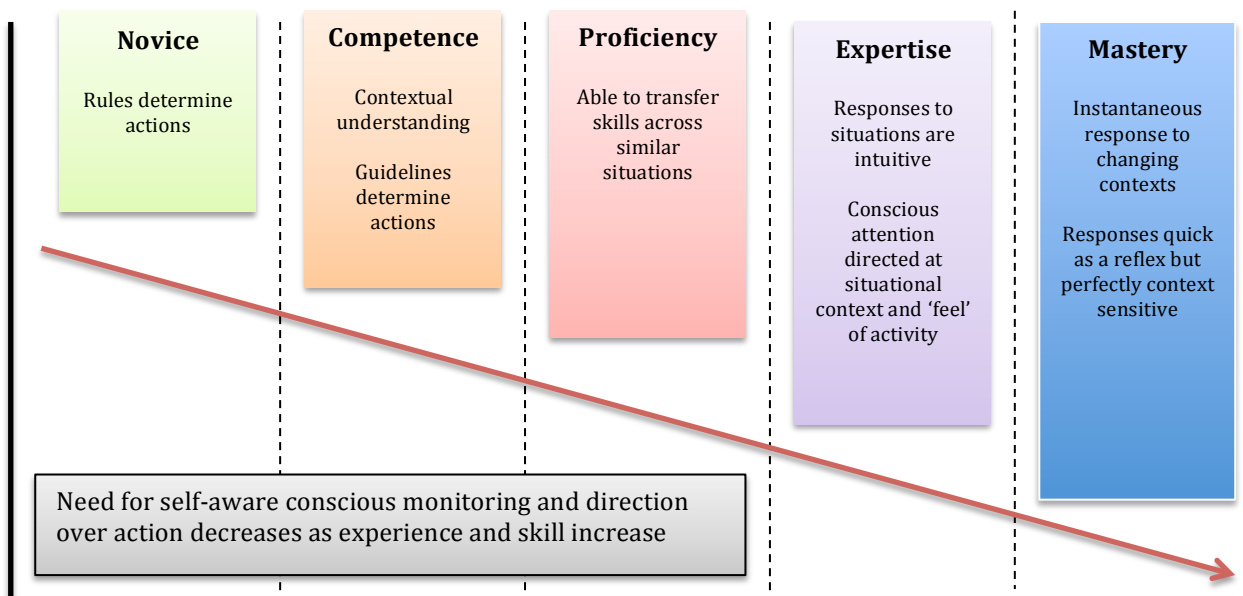 Novice
Rules determine
actions
Competence
Contextual
understanding
Guidelines
determine
actions
Proficiency
Able to transfer
skills across
similar
situations
Expertise
Responses to
situations are
intuitive
Conscious
attention
directed at
situational
context and ‘feel’
of activity
Mastery
Instantaneous
response to
changing
contexts
Responses quick
as a reflex but
perfectly context
sensitive
Need for self-aware conscious monitoring and direction
over action decreases as experience and skill increase